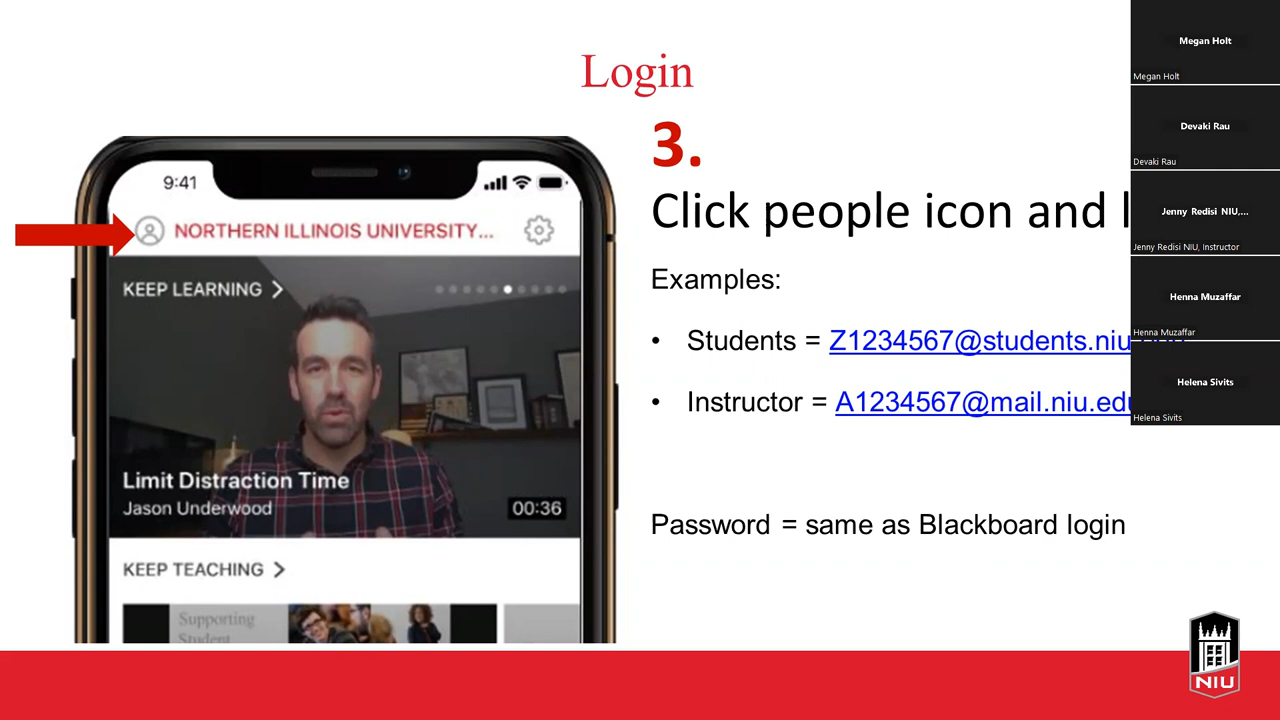 Login
3.
Click people icon and l
Examples:
• Students = Z1234567@students.niu
• Instructor = A1234567@mail.niu.edu
Password = same as Blackboard login
9:41
NORTHERN ILLINOIS UNIVERSITY...
KEEP LEARNING >
Limit Distraction Time
Jason Underwood
00:36
KEEP TEACHING >
Supporting
Student
Megan Holt
Megan Holt
Devaki Rau
Devaki Rau
Jenny Redisi NIU,...
Jenny Redisi NIU, Instructor
Henna Muzaffar
Henna Muzaffar
Helena Sivits
Helena Sivits
NIU